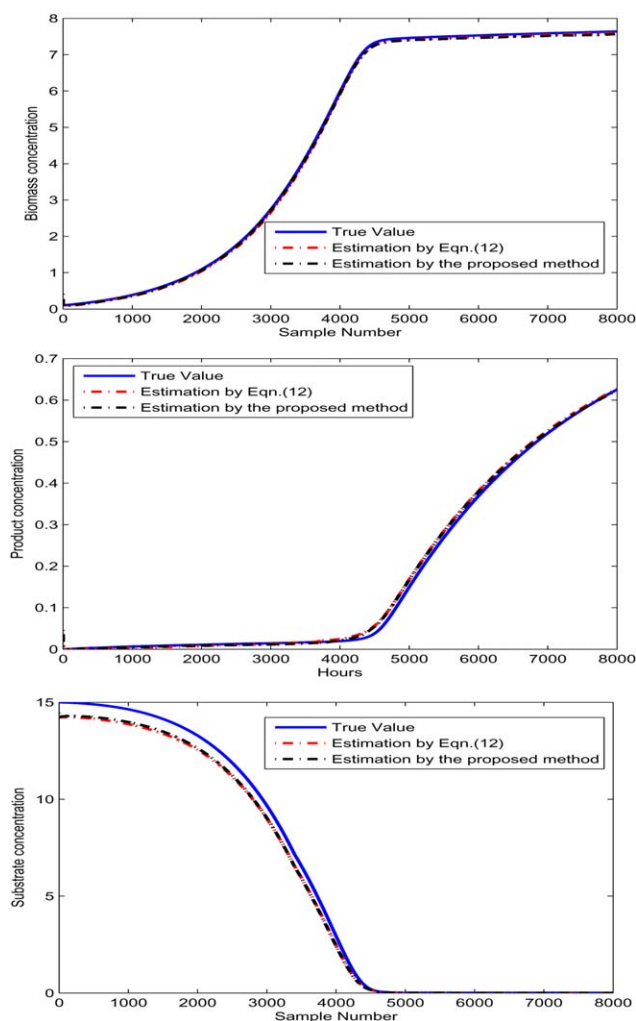 8
7
6
5
4
3
2
1
0
Biomass concentration
True Value
Estimation by Eqn.(12)
Estimation by the proposed method
0 1000 2000 3000 4000 5000 6000 7000 8000
Sample Number
0.7
0.6
0.5
0.4
0.3
0.2
0.1
0
Product concentration
True Value
Estimation by Eqn.(12)
Estimation by the proposed method
0 1000 2000 3000 4000 5000 6000 7000 8000
Hours
15
10
5
0
Substrate concentration
True Value
Estimation by Eqn.(12)
Estimation by the proposed method
0 1000 2000 3000 4000 5000 6000 7000 8000
Sample Number